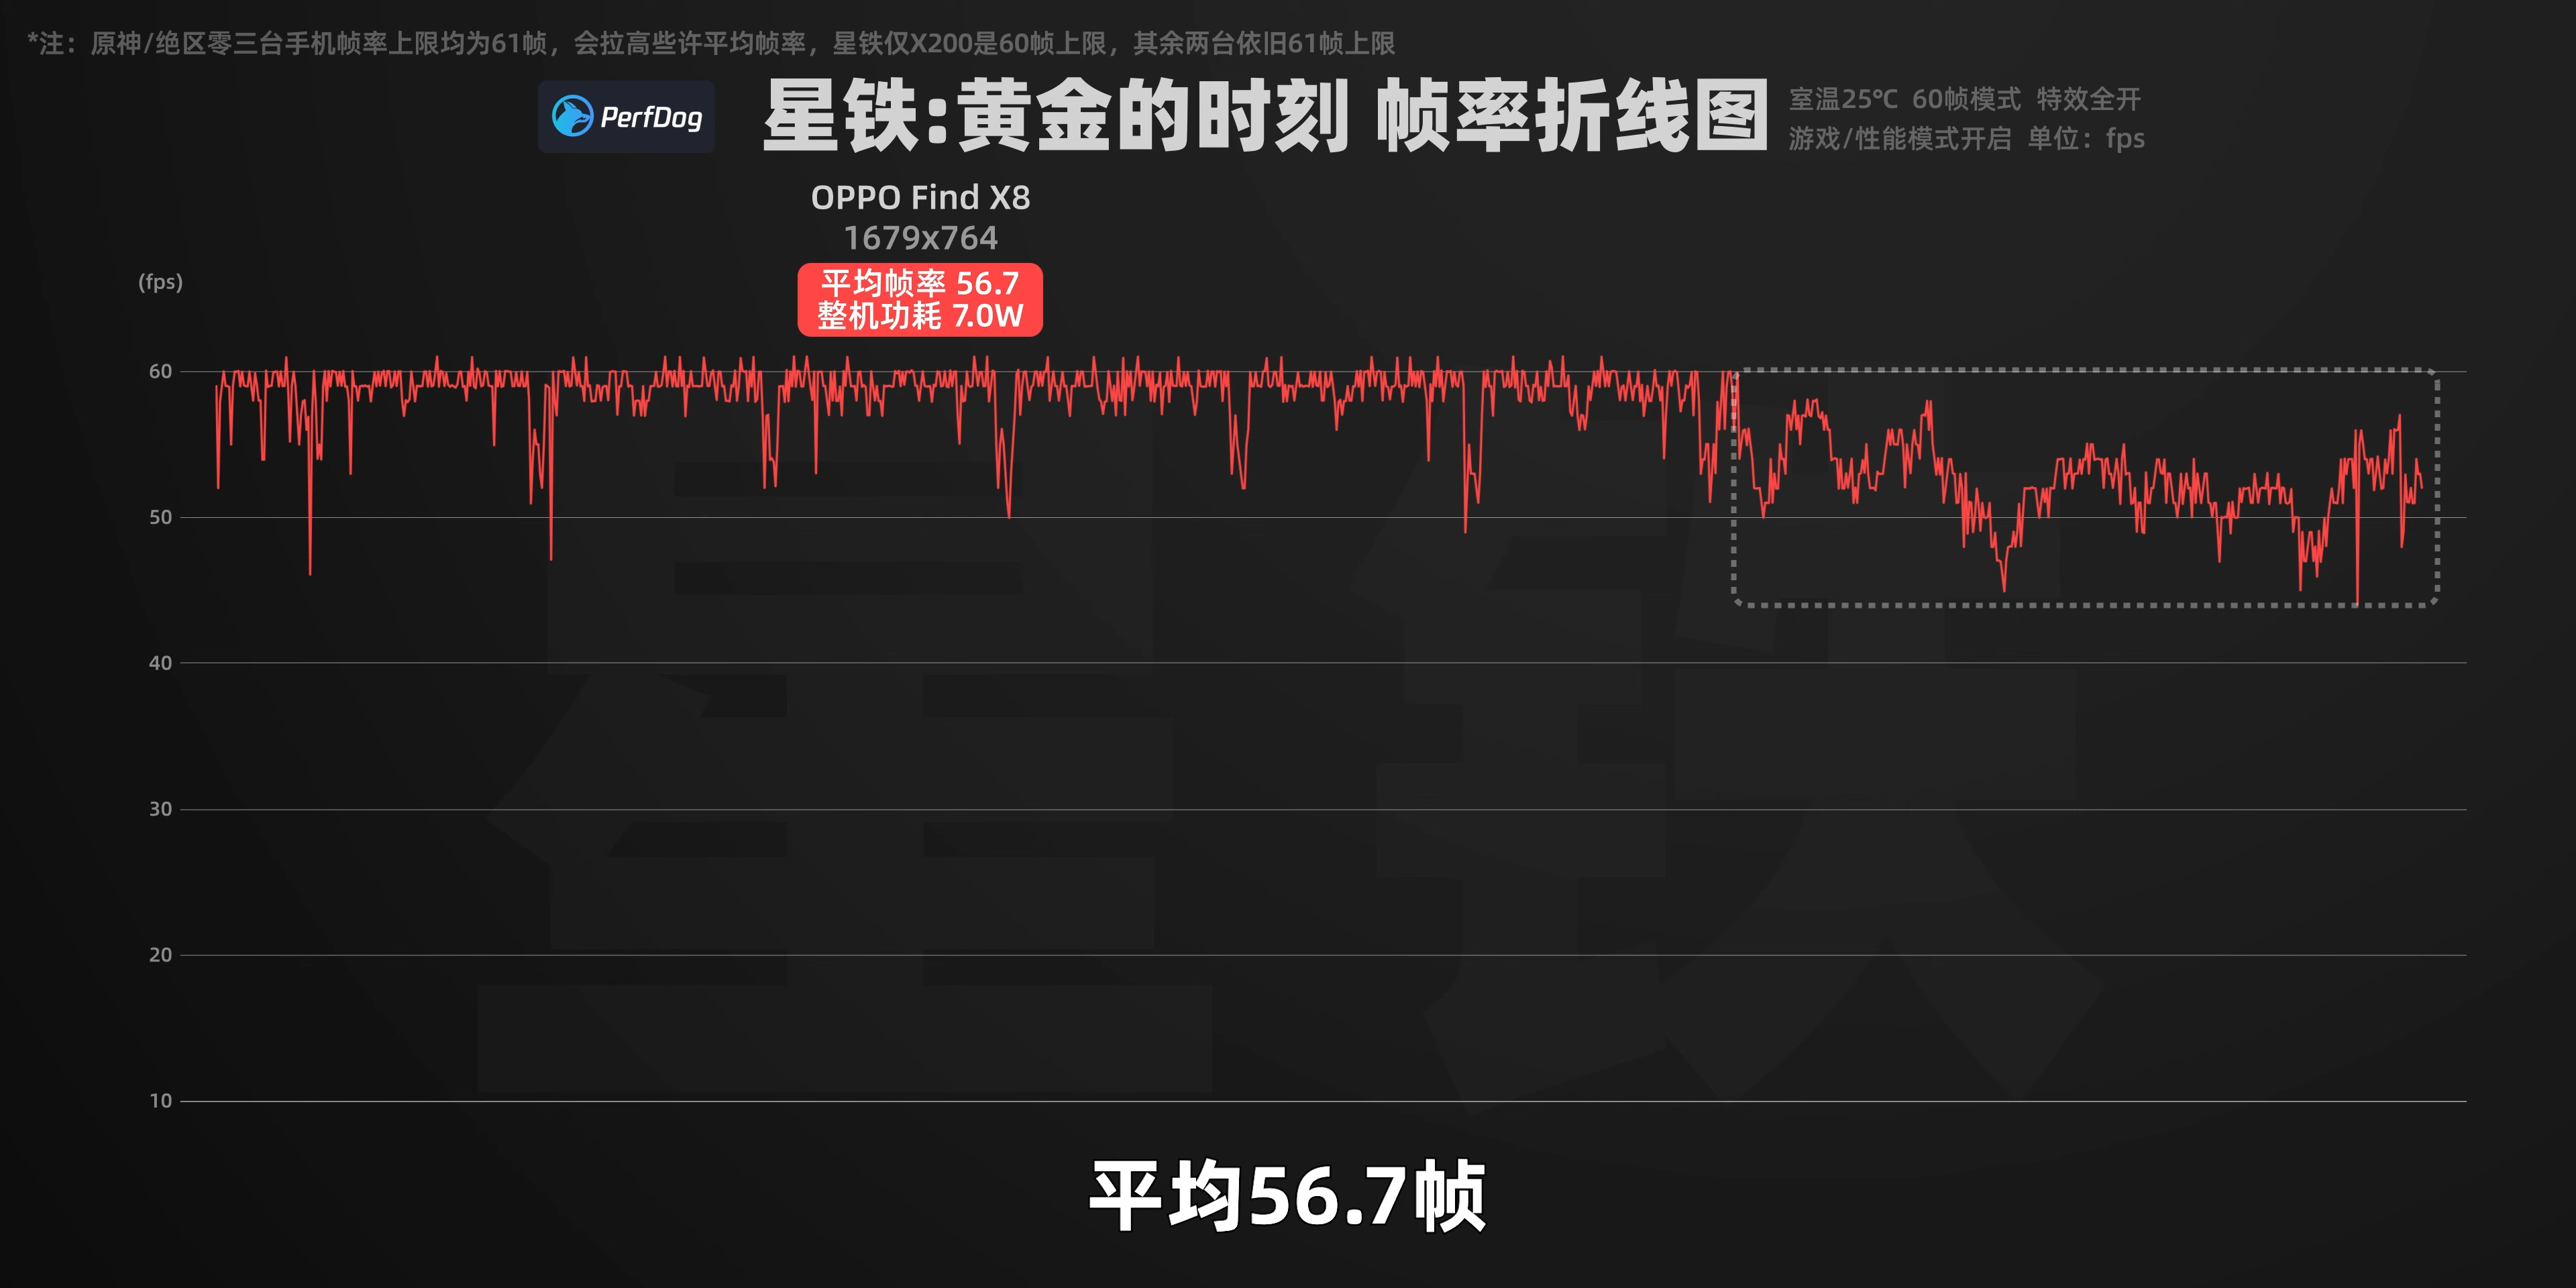 *注：原神/绝区零三台手机帧率上限均为61帧，会拉高些许平均帧率，星铁仅X200是60帧上限，其余两台依旧61帧上限
PerfDog
星铁:黄金的时刻 帧率折线图
室温25℃ 60帧模式 特效全开
游戏/性能模式开启 单位：fps
OPPO Find X8
1679x764
平均帧率 56.7
整机功耗 7.0W
(fps)
60
50
40
30
20
10
星铁
平均56.7帧